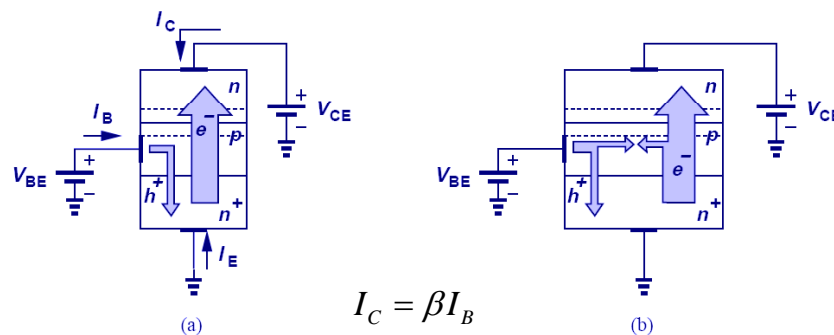 I_C
n
V_CE
+
−
I_B
e^-
p
V_BE
+
−
h^+
n^+
I_E
(a)
n
V_CE
+
−
p
V_BE
+
−
e^-
h^+
n^+
(b)
I_C = βI_B